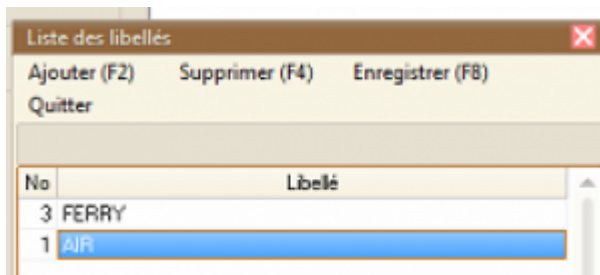 Liste des libellés
Ajouter (F2) Supprimer (F4) Enregistrer (F8)
Quitter
No Libellé
3 FERRY
1 AIR